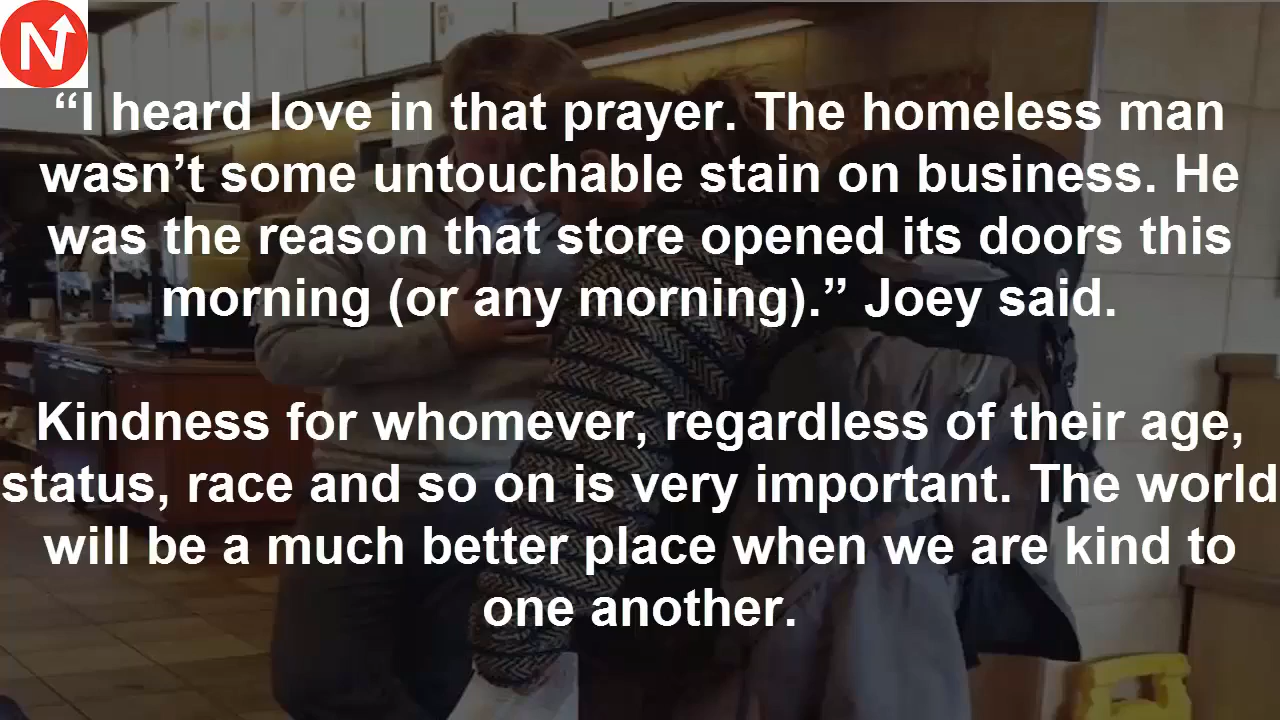 N
“I heard love in that prayer. The homeless man
wasn’t some untouchable stain on business. He
was the reason that store opened its doors this
morning (or any morning).” Joey said.
Kindness for whomever, regardless of their age,
status, race and so on is very important. The world
will be a much better place when we are kind to
one another.